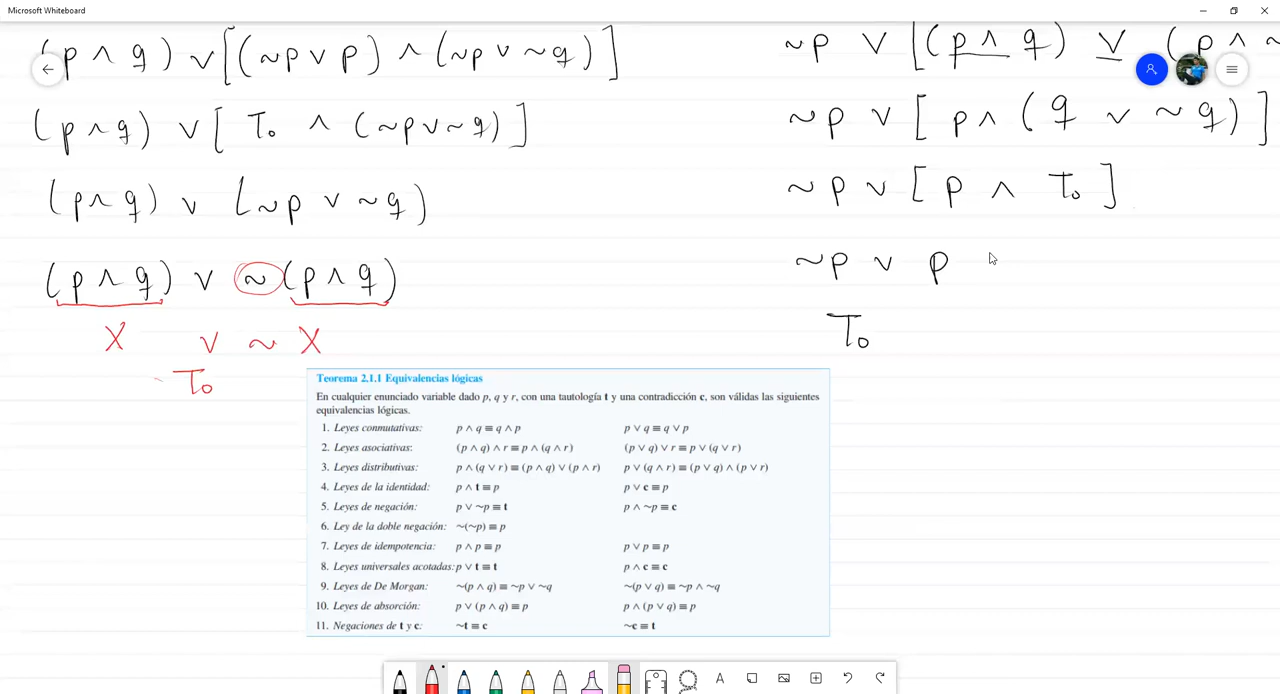 Microsoft Whiteboard
(p ∧ q) ∨ [(~p ∨ p) ∧ (~p ∨ ~q)]
(p ∧ q) ∨ [ T₀ ∧ (~p ∨ ~q) ]
(p ∧ q) ∨ (~p ∨ ~q)
(p ∧ q) ∨ ~ (p ∧ q)
X ∨ ~ X
T₀
~p ∨ [(p ∧ q) ∨ (p ∧ ~
~p ∨ [ p ∧ ( q ∨ ~q ) ]
~p ∨ [ p ∧ T₀ ]
~p ∨ p
T₀
Teorema 2.1.1 Equivalencias lógicas
En cualquier enunciado variable dado p, q y r, con una tautología t y una contradicción c, son válidas las siguientes
equivalencias lógicas.
1. Leyes conmutativas: p ∧ q ≡ q ∧ p p ∨ q ≡ q ∨ p
2. Leyes asociativas: (p ∧ q) ∧ r ≡ p ∧ (q ∧ r) (p ∨ q) ∨ r ≡ p ∨ (q ∨ r)
3. Leyes distributivas: p ∧ (q ∨ r) ≡ (p ∧ q) ∨ (p ∧ r) p ∨ (q ∧ r) ≡ (p ∨ q) ∧ (p ∨ r)
4. Leyes de la identidad: p ∧ t ≡ p p ∨ c ≡ p
5. Leyes de negación: p ∨ ~p ≡ t p ∧ ~p ≡ c
6. Ley de la doble negación: ~(~p) ≡ p
7. Leyes de idempotencia: p ∧ p ≡ p p ∨ p ≡ p
8. Leyes universales acotadas: p ∨ t ≡ t p ∧ c ≡ c
9. Leyes de De Morgan: ~(p ∧ q) ≡ ~p ∨ ~q ~(p ∨ q) ≡ ~p ∧ ~q
10. Leyes de absorción: p ∨ (p ∧ q) ≡ p p ∧ (p ∨ q) ≡ p
11. Negaciones de t y c: ~t ≡ c ~c ≡ t
A